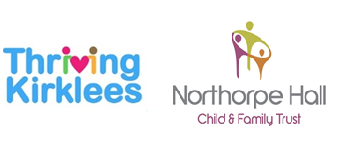 Thriving
Kirklees
Northorpe Hall
Child & Family Trust